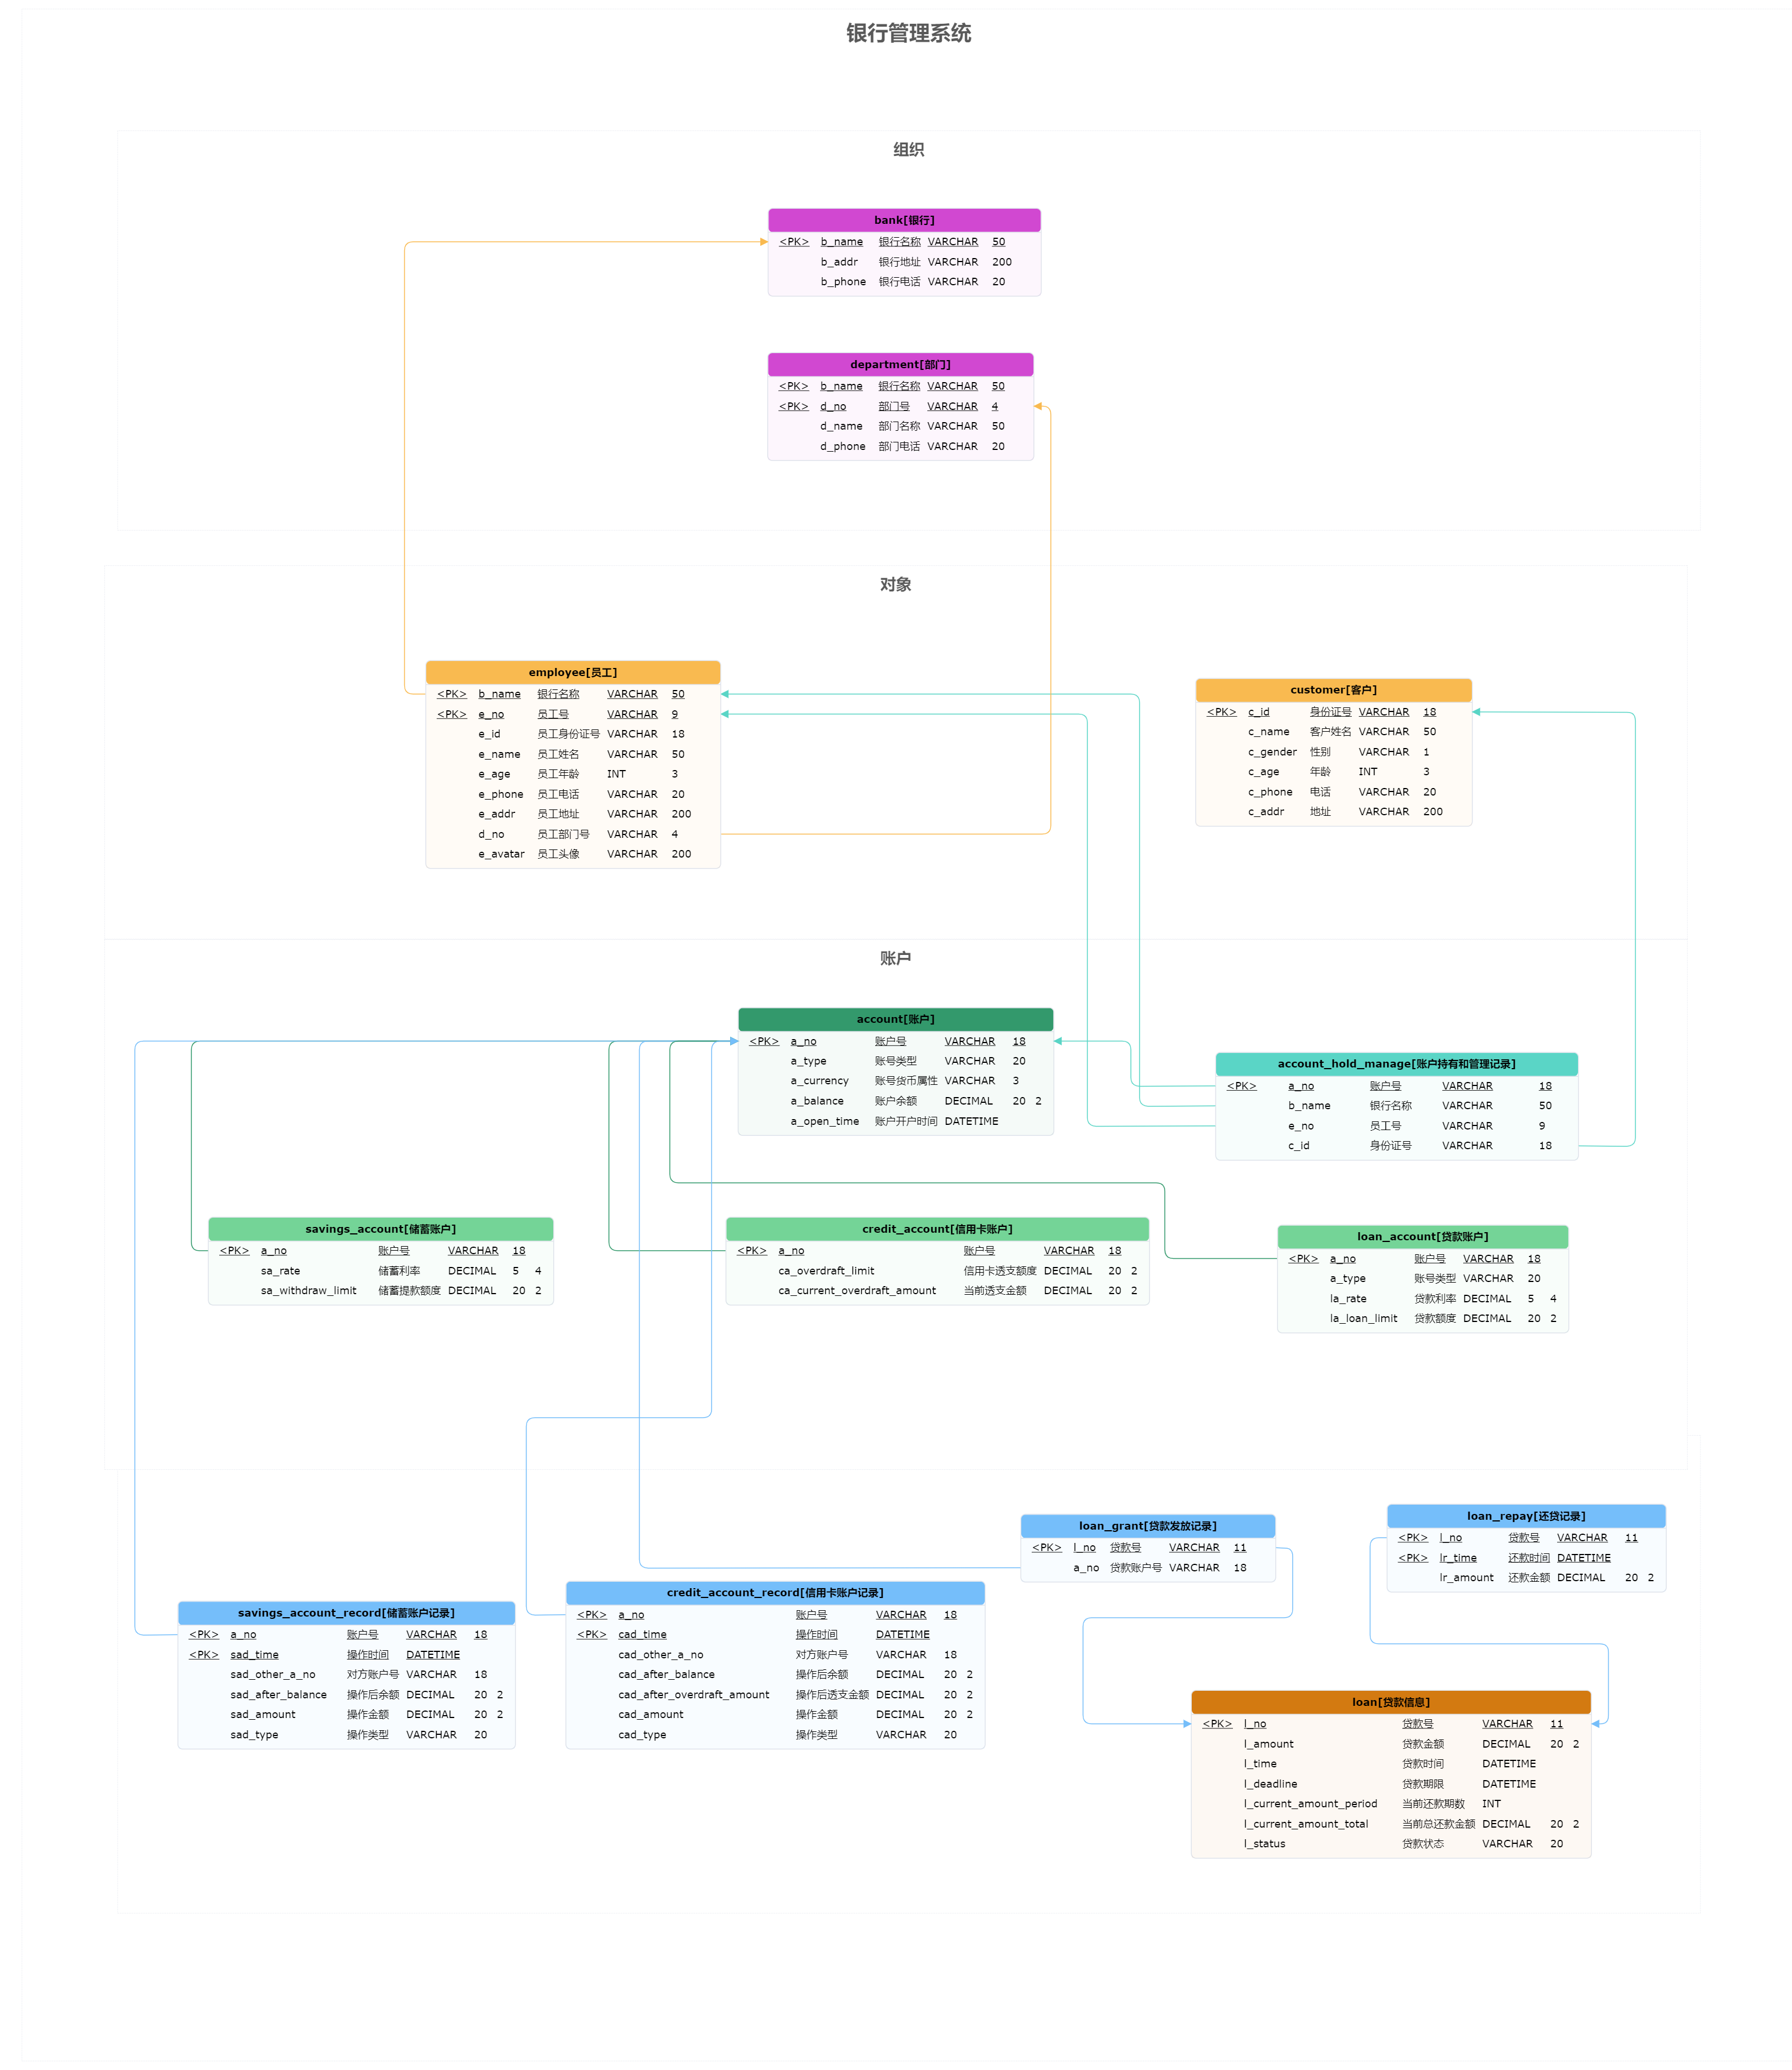 银行管理系统
组织
bank[银行]
<PK> b_name 银行名称 VARCHAR 50
b_addr 银行地址 VARCHAR 200
b_phone 银行电话 VARCHAR 20
department[部门]
<PK> b_name 银行名称 VARCHAR 50
<PK> d_no 部门号 VARCHAR 4
d_name 部门名称 VARCHAR 50
d_phone 部门电话 VARCHAR 20
对象
employee[员工]
<PK> b_name 银行名称 VARCHAR 50
<PK> e_no 员工号 VARCHAR 9
e_id 员工身份证号 VARCHAR 18
e_name 员工姓名 VARCHAR 50
e_age 员工年龄 INT 3
e_phone 员工电话 VARCHAR 20
e_addr 员工地址 VARCHAR 200
d_no 员工部门号 VARCHAR 4
e_avatar 员工头像 VARCHAR 200
customer[客户]
<PK> c_id 身份证号 VARCHAR 18
c_name 客户姓名 VARCHAR 50
c_gender 性别 VARCHAR 1
c_age 年龄 INT 3
c_phone 电话 VARCHAR 20
c_addr 地址 VARCHAR 200
账户
account[账户]
<PK> a_no 账户号 VARCHAR 18
a_type 账号类型 VARCHAR 20
a_currency 账号货币属性 VARCHAR 3
a_balance 账户余额 DECIMAL 20 2
a_open_time 账户开户时间 DATETIME
account_hold_manage[账户持有和管理记录]
<PK> a_no 账户号 VARCHAR 18
b_name 银行名称 VARCHAR 50
e_no 员工号 VARCHAR 9
c_id 身份证号 VARCHAR 18
savings_account[储蓄账户]
<PK> a_no 账户号 VARCHAR 18
sa_rate 储蓄利率 DECIMAL 5 4
sa_withdraw_limit 储蓄提款额度 DECIMAL 20 2
credit_account[信用卡账户]
<PK> a_no 账户号 VARCHAR 18
ca_overdraft_limit 信用卡透支额度 DECIMAL 20 2
ca_current_overdraft_amount 当前透支金额 DECIMAL 20 2
loan_account[贷款账户]
<PK> a_no 账户号 VARCHAR 18
a_type 账号类型 VARCHAR 20
la_rate 贷款利率 DECIMAL 5 4
la_loan_limit 贷款额度 DECIMAL 20 2
loan_grant[贷款发放记录]
<PK> l_no 贷款号 VARCHAR 11
a_no 贷款账户号 VARCHAR 18
loan_repay[还贷记录]
<PK> l_no 贷款号 VARCHAR 11
<PK> lr_time 还款时间 DATETIME
lr_amount 还款金额 DECIMAL 20 2
savings_account_record[储蓄账户记录]
<PK> a_no 账户号 VARCHAR 18
<PK> sad_time 操作时间 DATETIME
sad_other_a_no 对方账户号 VARCHAR 18
sad_after_balance 操作后余额 DECIMAL 20 2
sad_amount 操作金额 DECIMAL 20 2
sad_type 操作类型 VARCHAR 20
credit_account_record[信用卡账户记录]
<PK> a_no 账户号 VARCHAR 18
<PK> cad_time 操作时间 DATETIME
cad_other_a_no 对方账户号 VARCHAR 18
cad_after_balance 操作后余额 DECIMAL 20 2
cad_after_overdraft_amount 操作后透支金额 DECIMAL 20 2
cad_amount 操作金额 DECIMAL 20 2
cad_type 操作类型 VARCHAR 20
loan[贷款信息]
<PK> l_no 贷款号 VARCHAR 11
l_amount 贷款金额 DECIMAL 20 2
l_time 贷款时间 DATETIME
l_deadline 贷款期限 DATETIME
l_current_amount_period 当前还款期数 INT
l_current_amount_total 当前总还款金额 DECIMAL 20 2
l_status 贷款状态 VARCHAR 20